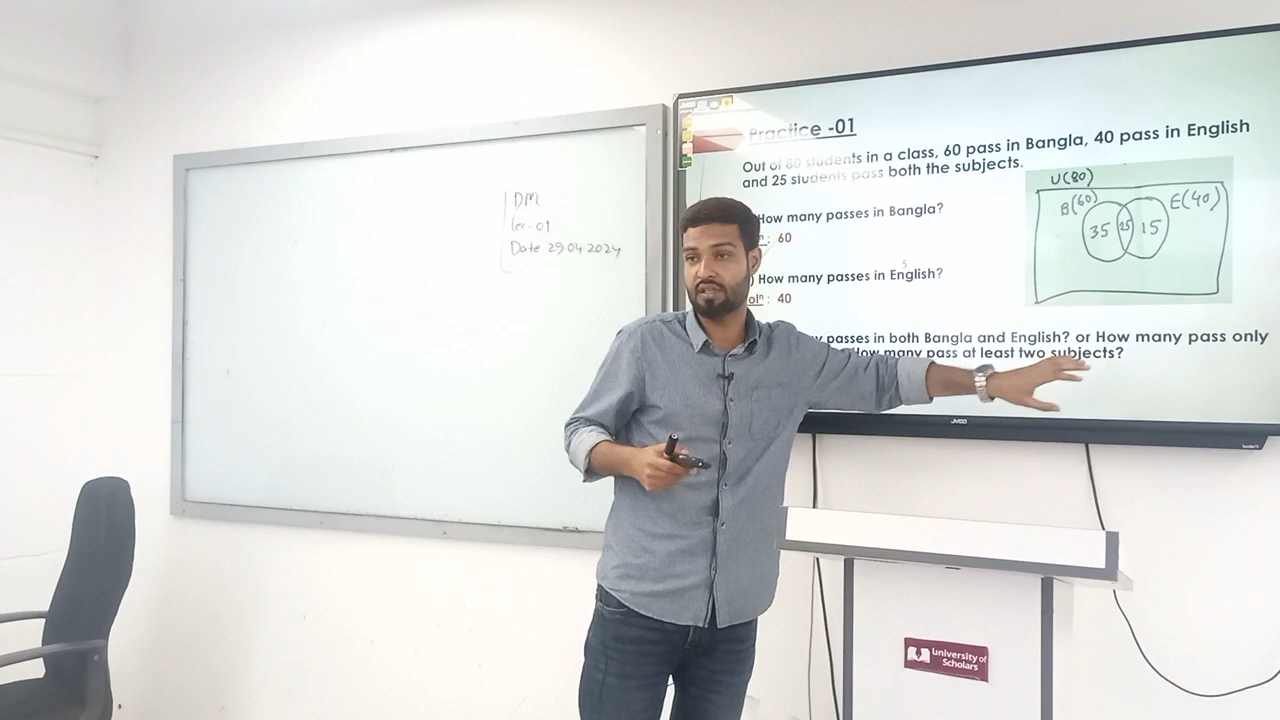 DM
Lec-01
Date 29.04.2024
Practice -01
Out of 80 students in a class, 60 pass in Bangla, 40 pass in English
and 25 students pass both the subjects.
U(80)
B(60)
E(40)
35 25 15
How many passes in Bangla?
: 60
) How many passes in English?
olⁿ : 40
passes in both Bangla and English? or How many pass only
How many pass at least two subjects?
JVCO
University of
Scholars